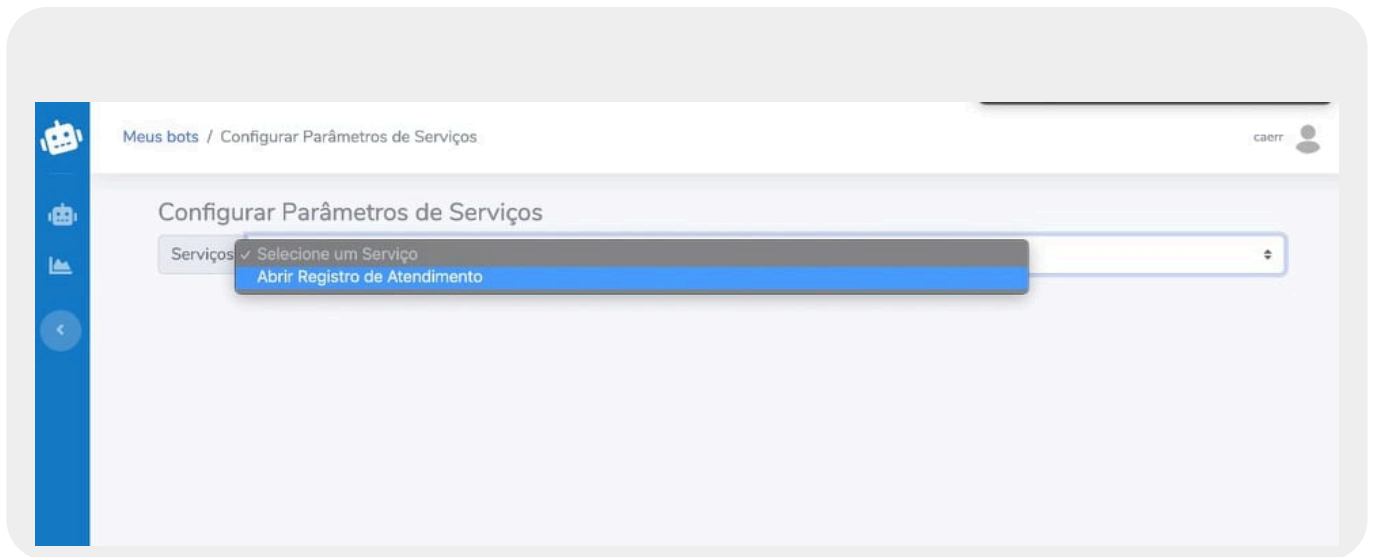 Meus bots / Configurar Parâmetros de Serviços
caerr
Configurar Parâmetros de Serviços
Serviços
✓ Selecione um Serviço
Abrir Registro de Atendimento